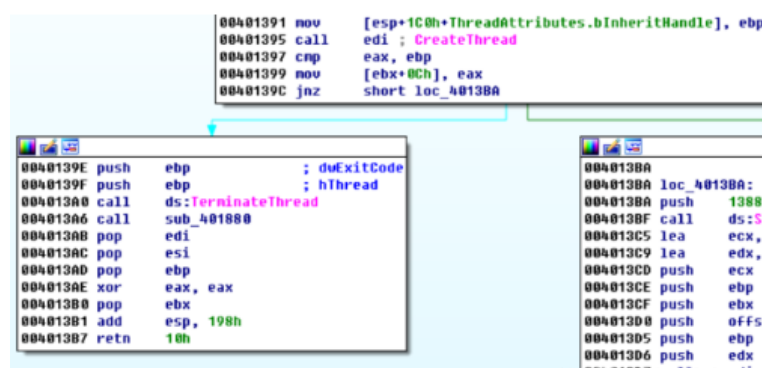 00401391 mov [esp+1C0h+ThreadAttributes.bInheritHandle], ebp
00401395 call edi ; CreateThread
00401397 cmp eax, ebp
00401399 mov [ebx+0Ch], eax
0040139C jnz short loc_4013BA
0040139E push ebp ; dwExitCode
0040139F push ebp ; hThread
004013A0 call ds:TerminateThread
004013A6 call sub_401880
004013AB pop edi
004013AC pop esi
004013AD pop ebp
004013AE xor eax, eax
004013B0 pop ebx
004013B1 add esp, 198h
004013B7 retn 10h
004013BA
004013BA loc_4013BA:
004013BA push 1388
004013BF call ds:S
004013C5 lea ecx,
004013C9 lea edx,
004013CD push ecx
004013CE push ebp
004013CF push ebx
004013D0 push offs
004013D5 push ebp
004013D6 push edx